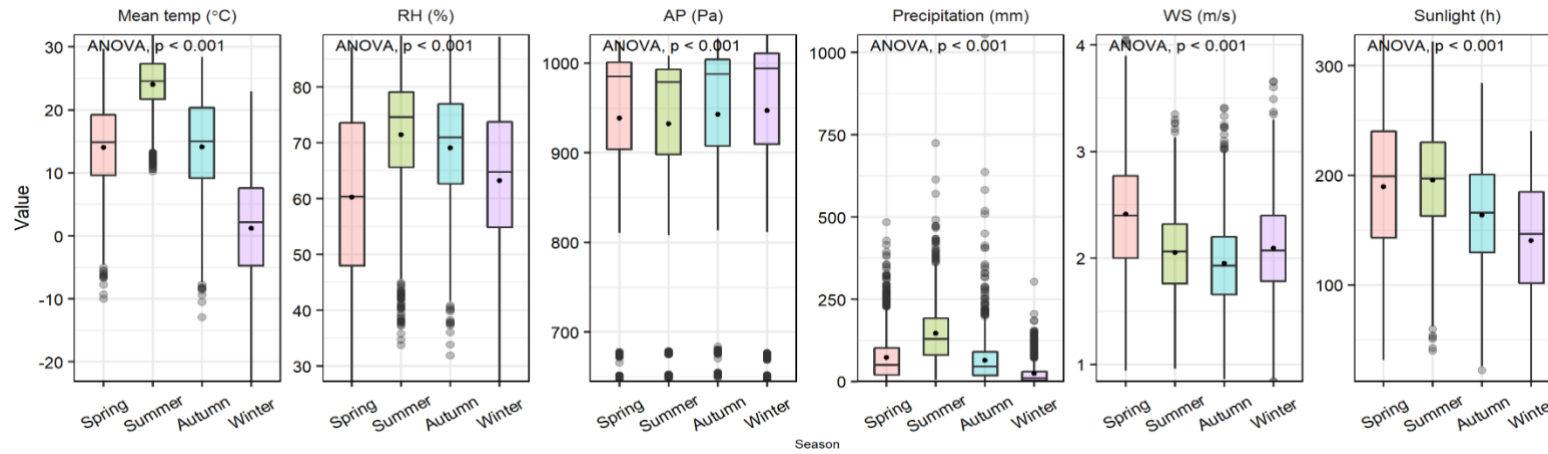 Mean temp (°C)
RH (%)
AP (Pa)
Precipitation (mm)
WS (m/s)
Sunlight (h)
ANOVA, p < 0.001
ANOVA, p < 0.001
ANOVA, p < 0.001
ANOVA, p < 0.001
ANOVA, p < 0.001
ANOVA, p < 0.001
Value
30
20
10
0
-10
-20
80
70
60
50
40
30
1000
900
800
700
1000
750
500
250
0
4
3
2
1
300
200
100
Spring Summer Autumn Winter
Spring Summer Autumn Winter
Spring Summer Autumn Winter
Spring Summer Autumn Winter
Spring Summer Autumn Winter
Spring Summer Autumn Winter
Season